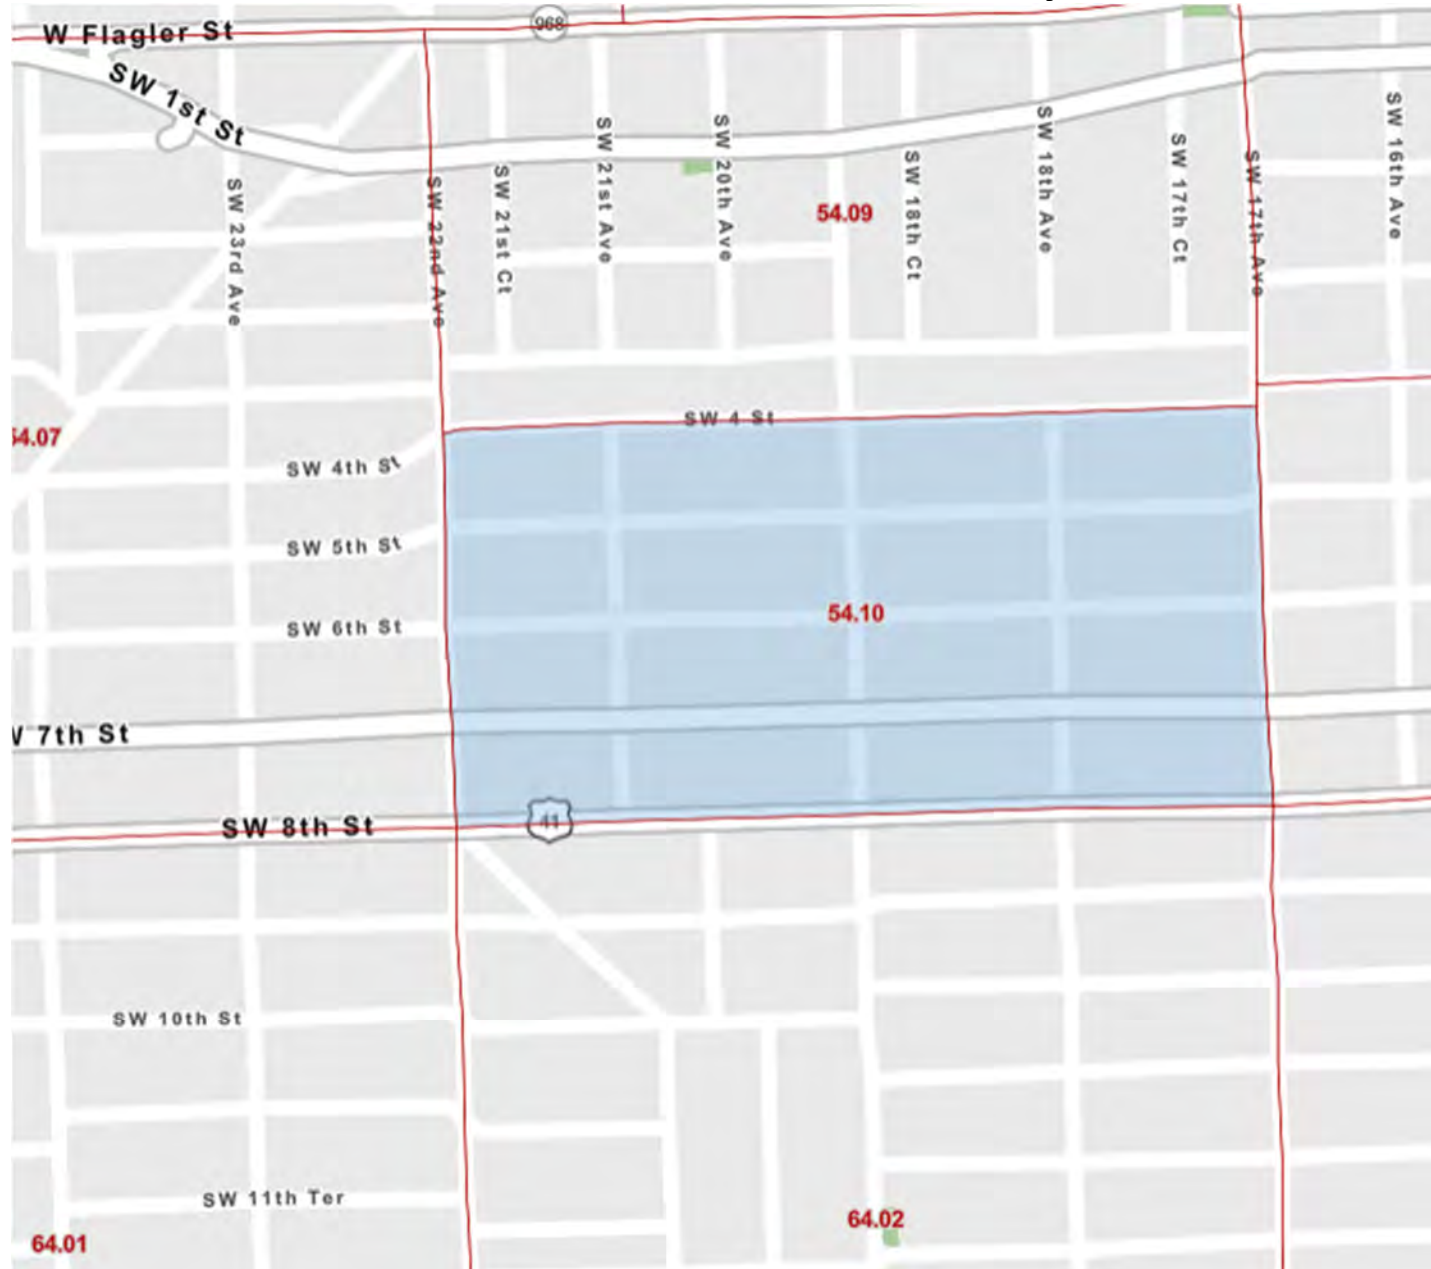 968
W Flagler St
SW 1st St
SW 23rd Ave
SW 22nd Ave
SW 21st Ct
SW 21st Ave
SW 20th Ave
54.09
SW 18th Ct
SW 18th Ave
SW 17th Ct
SW 17th Ave
SW 16th Ave
SW 4 St
54.07
SW 4th St
SW 5th St
54.10
SW 6th St
W 7th St
SW 8th St
41
SW 10th St
SW 11th Ter
64.02
64.01